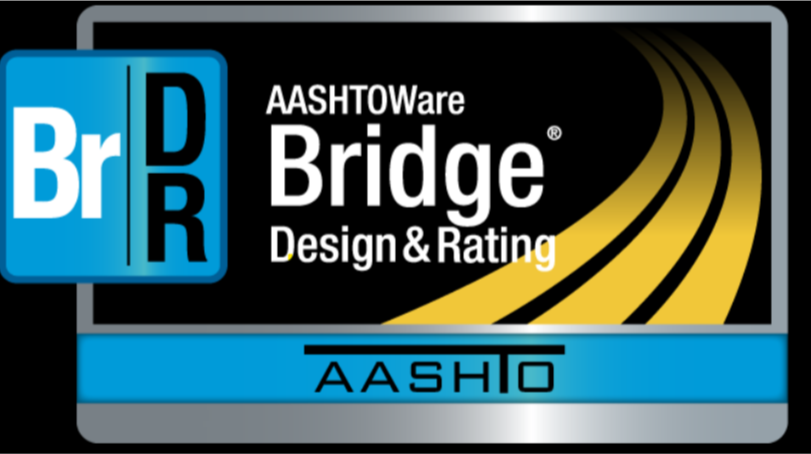 Br
D
R
AASHTOWare
Bridge®
Design & Rating
AASHTO